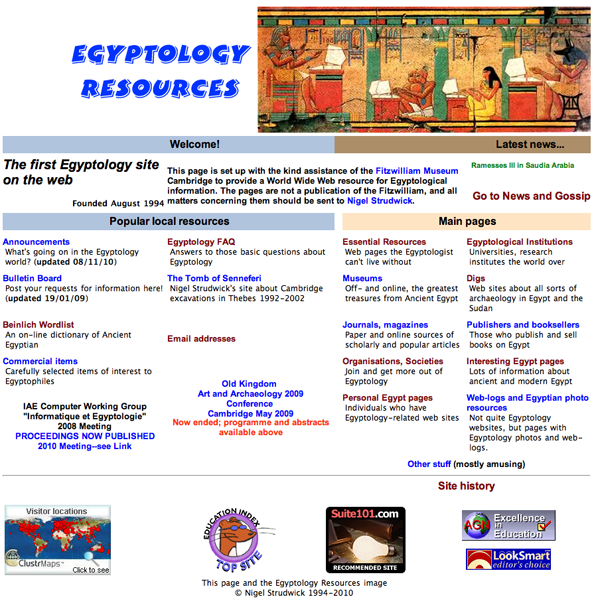 EGYPTOLOGY
RESOURCES
Welcome!
Latest news...
The first Egyptology site
on the web
Founded August 1994
This page is set up with the kind assistance of the Fitzwilliam Museum
Cambridge to provide a World Wide Web resource for Egyptological
information. The pages are not a publication of the Fitzwilliam, and all
matters concerning them should be sent to Nigel Strudwick.
Ramesses III in Saudia Arabia
Go to News and Gossip
Popular local resources
Main pages
Announcements
What's going on in the Egyptology
world? (updated 08/11/10)
Egyptology FAQ
Answers to those basic questions about
Egyptology
Essential Resources
Web pages the Egyptologist
can't live without
Egyptological Institutions
Universities, research
institutes the world over
Bulletin Board
Post your requests for information here!
(updated 19/01/09)
The Tomb of Senneferi
Nigel Strudwick's site about Cambridge
excavations in Thebes 1992-2002
Museums
Off- and online, the greatest
treasures from Ancient Egypt
Digs
Web sites about all sorts of
archaeology in Egypt and the
Sudan
Beinlich Wordlist
An on-line dictionary of Ancient
Egyptian
Email addresses
Journals, magazines
Paper and online sources of
scholarly and popular articles
Publishers and booksellers
Those who publish and sell
books on Egypt
Commercial items
Carefully selected items of interest to
Egyptophiles
Organisations, Societies
Join and get more out of
Egyptology
Interesting Egypt pages
Lots of information about
ancient and modern Egypt
IAE Computer Working Group
"Informatique et Egyptologie"
2008 Meeting
PROCEEDINGS NOW PUBLISHED
2010 Meeting--see Link
Old Kingdom
Art and Archaeology 2009
Conference
Cambridge May 2009
Now ended; programme and abstracts
available above
Personal Egypt pages
Individuals who have
Egyptology-related web sites
Web-logs and Egyptian photo
resources
Not quite Egyptology
websites, but pages with
Egyptology photos and web-
logs.
Other stuff (mostly amusing)
Site history
Visitor locations
ClustrMaps™
Click to see
EDUCATION INDEX
TOP SITE
Suite101.com
RECOMMENDED SITE
AGN
Excellence
in
Education
LookSmart
editor's choice
This page and the Egyptology Resources image
© Nigel Strudwick 1994-2010